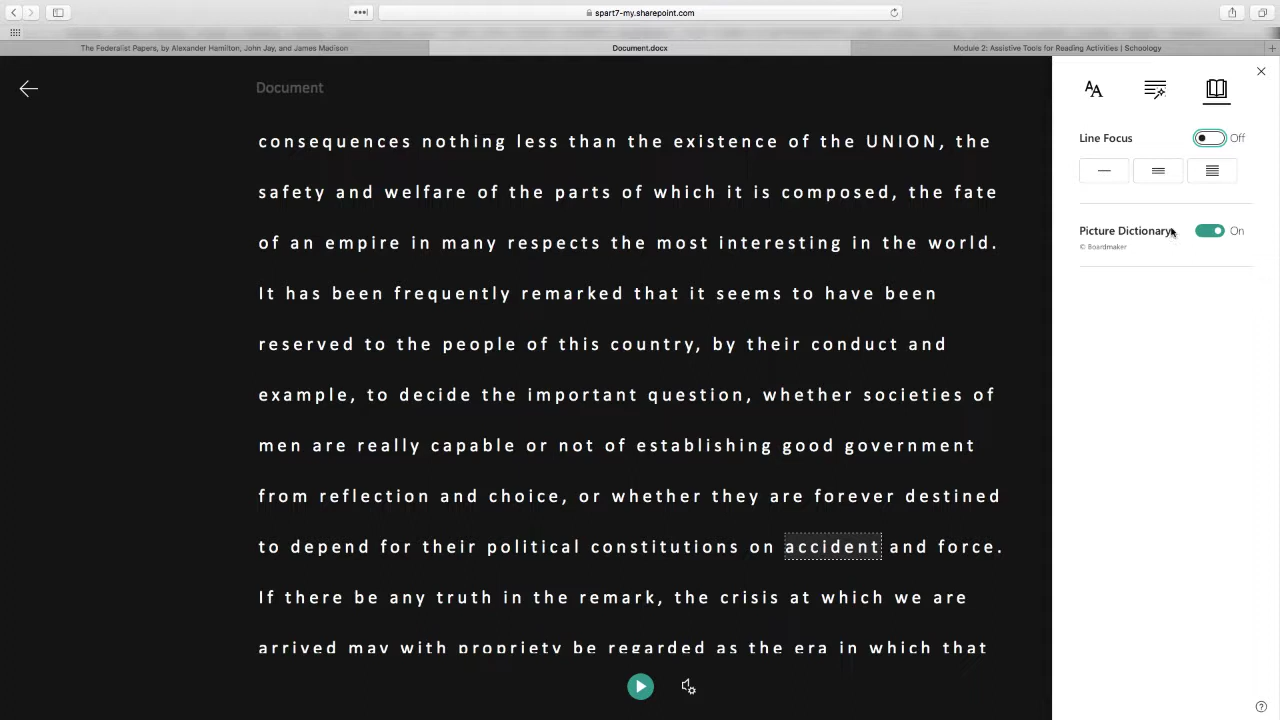 spart7-my.sharepoint.com
The Federalist Papers, by Alexander Hamilton, John Jay, and James Madison
Document.docx
Module 2: Assistive Tools for Reading Activities | Schoology
Document
consequences nothing less than the existence of the UNION, the
safety and welfare of the parts of which it is composed, the fate
of an empire in many respects the most interesting in the world.
It has been frequently remarked that it seems to have been
reserved to the people of this country, by their conduct and
example, to decide the important question, whether societies of
men are really capable or not of establishing good government
from reflection and choice, or whether they are forever destined
to depend for their political constitutions on accident and force.
If there be any truth in the remark, the crisis at which we are
arrived may with propriety be regarded as the era in which that
AA
Line Focus
Off
Picture Dictionary
On
© Boardmaker